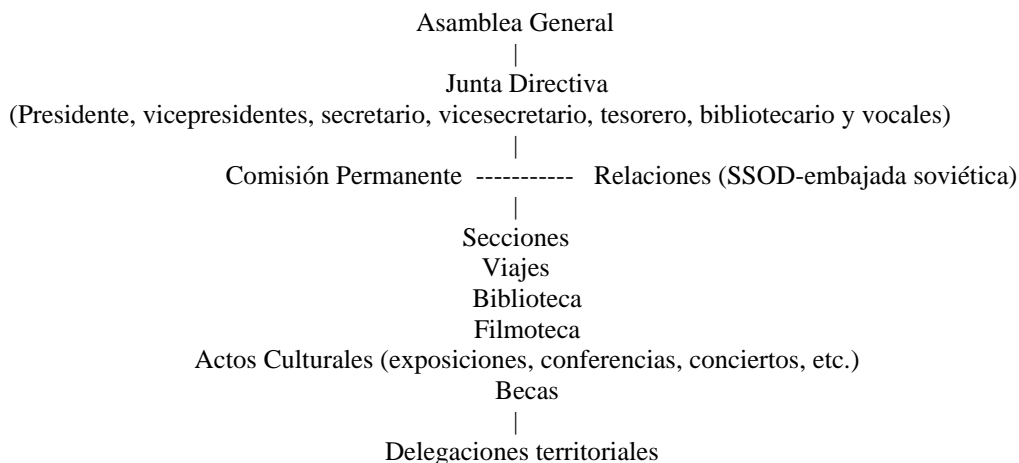 Asamblea General
|
Junta Directiva
(Presidente, vicepresidentes, secretario, vicesecretario, tesorero, bibliotecario y vocales)
|
Comisión Permanente ----------- Relaciones (SSOD-embajada soviética)
|
Secciones
Viajes
Biblioteca
Filmoteca
Actos Culturales (exposiciones, conferencias, conciertos, etc.)
Becas
|
Delegaciones territoriales